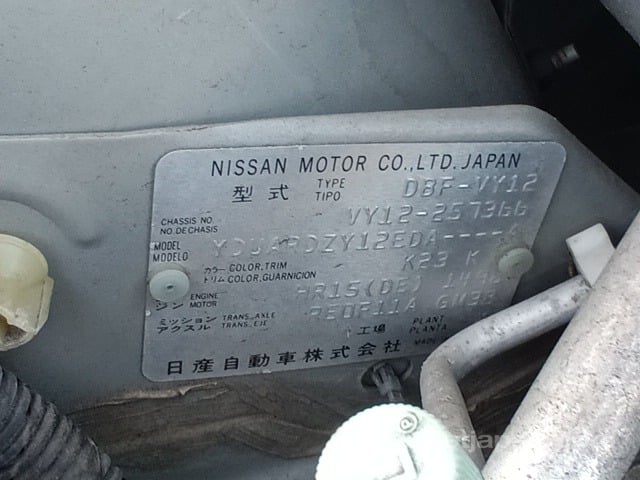 NISSAN MOTOR CO.,LTD. JAPAN
型式 TYPE TIPO DBF-VY12
CHASSIS NO. NO. DE CHASIS VY12-257366
MODEL MODELO
カラー COLOR, TRIM トリム COLOR, GUARNICION K23 K
エンジン ENGINE MOTOR HR15(DB)
ミッション TRANS. AXLE アクスル TRANS. EJE RE0F11A
工場 PLANT PLANTA
日産自動車株式会社 MADE